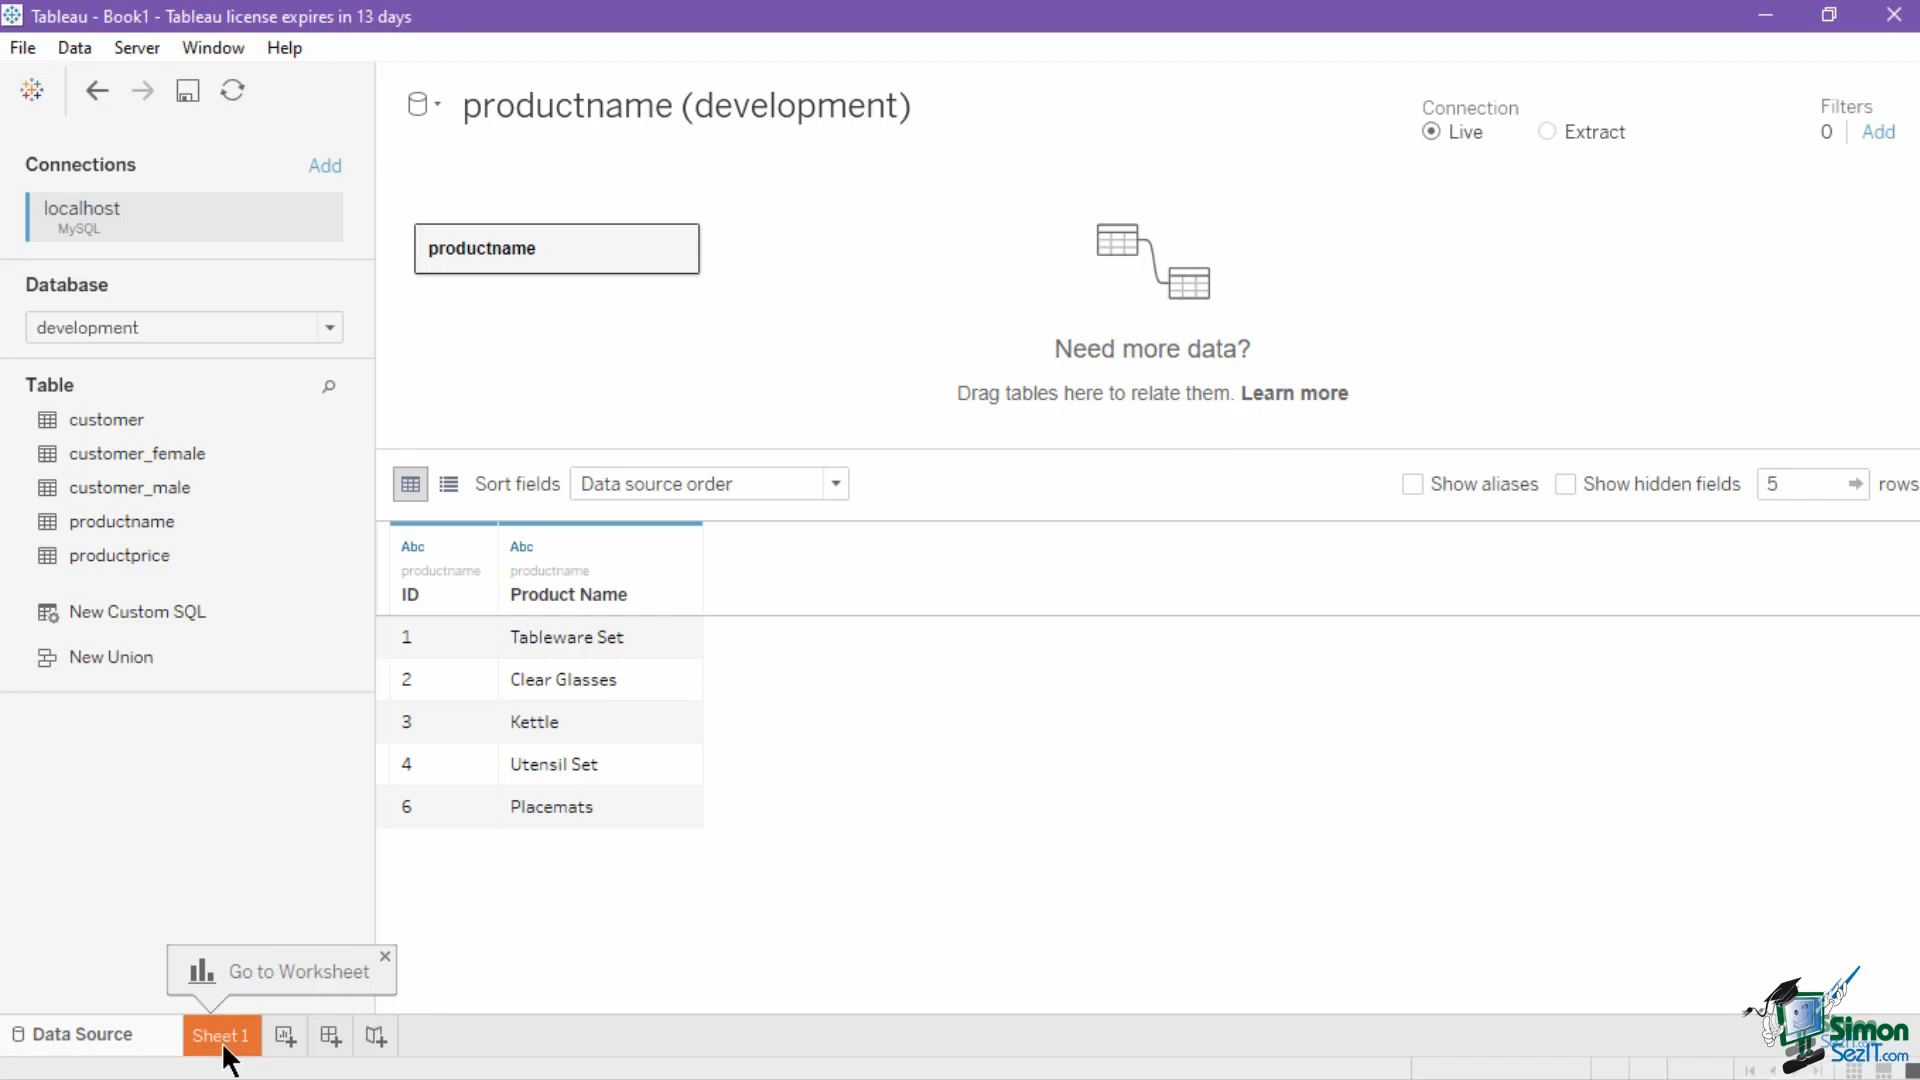 Tableau - Book1 - Tableau license expires in 13 days
File Data Server Window Help
productname (development)
Connection
Live Extract
Filters
0 Add
Connections Add
localhost
MySQL
productname
Database
development
Need more data?
Drag tables here to relate them. Learn more
Table
customer
customer_female
customer_male
productname
productprice
New Custom SQL
New Union
Sort fields Data source order Show aliases Show hidden fields 5 rows
Abc Abc
productname productname
ID Product Name
1 Tableware Set
2 Clear Glasses
3 Kettle
4 Utensil Set
6 Placemats
Go to Worksheet
Data Source Sheet 1
Simon
SezIT.com